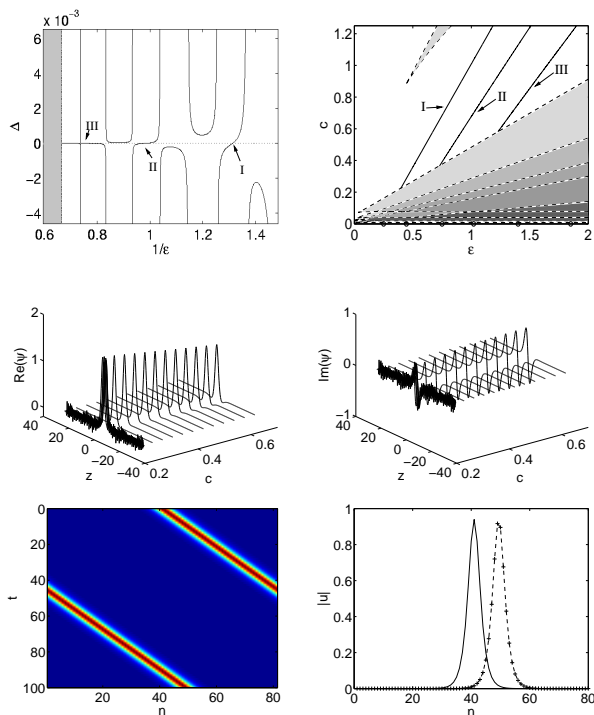 x 10⁻³
6
4
2
0
−2
−4
Δ
III
II
I
0.6 0.8 1 1.2 1.4
1/ε
1.2
1
0.8
0.6
0.4
0.2
0
c
I
II
III
0 0.5 1 1.5 2
ε
2
1
0
Re(ψ)
40
20
0
−20
−40
z
0.2
0.4
0.6
c
1
0
−1
Im(ψ)
40
20
0
−20
−40
z
0.2
0.4
0.6
c
0
20
40
60
80
100
t
20 40 60 80
n
1
0.8
0.6
0.4
0.2
0
|u|
0 20 40 60 80
n